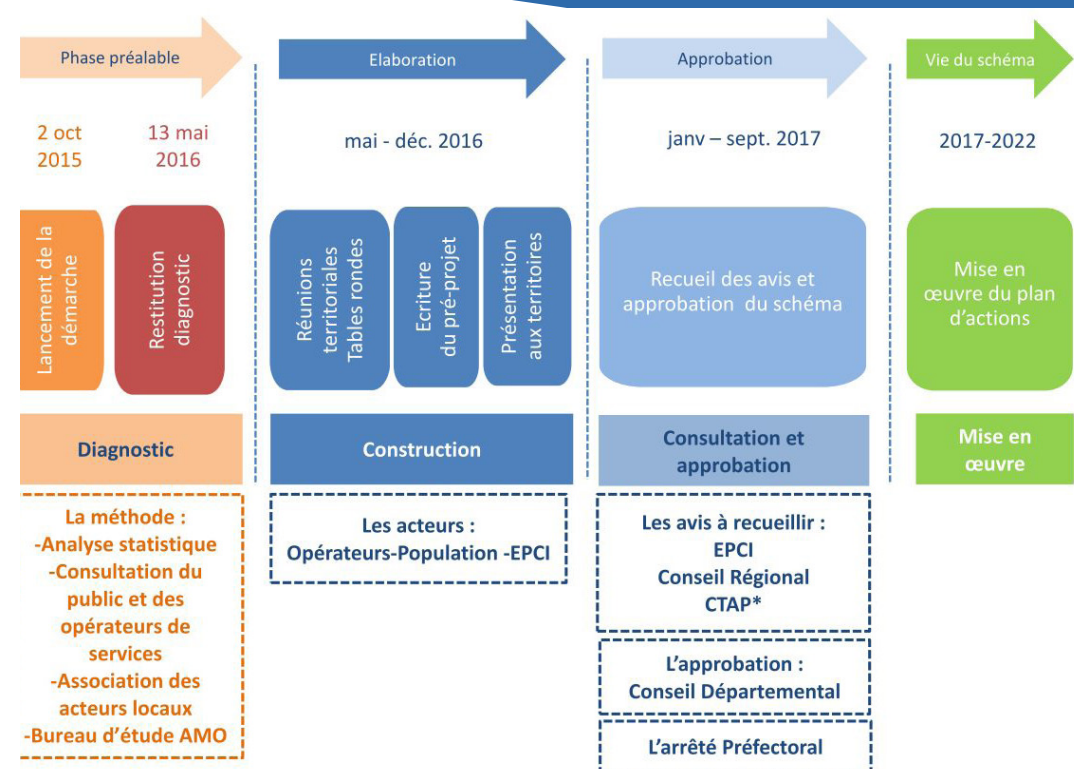 Phase préalable
Elaboration
Approbation
Vie du schéma
2 oct
2015
13 mai
2016
mai - déc. 2016
janv – sept. 2017
2017-2022
Lancement de la
démarche
Restitution
diagnostic
Réunions
territoriales
Tables rondes
Ecriture
du pré-projet
Présentation
aux territoires
Recueil des avis et
approbation du schéma
Mise en
œuvre du plan
d'actions
Diagnostic
Construction
Consultation et
approbation
Mise en
œuvre
La méthode :
-Analyse statistique
-Consultation du
public et des
opérateurs de
services
-Association des
acteurs locaux
-Bureau d'étude AMO
Les acteurs :
Opérateurs-Population -EPCI
Les avis à recueillir :
EPCI
Conseil Régional
CTAP*
L'approbation :
Conseil Départemental
L'arrêté Préfectoral